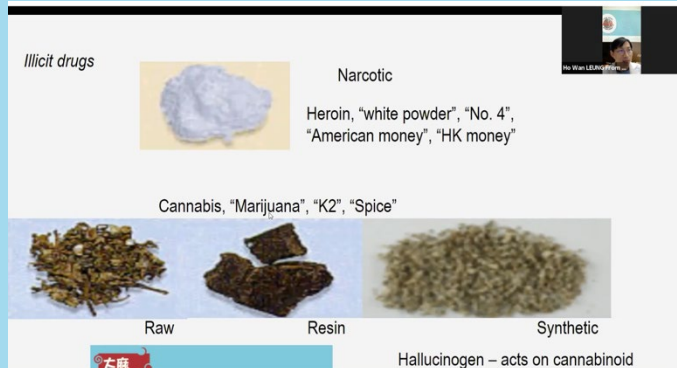 Illicit drugs
Narcotic
Heroin, “white powder”, “No. 4”,
“American money”, “HK money”
Cannabis, “Marijuana”, “K2”, “Spice”
Raw
Resin
Synthetic
Hallucinogen – acts on cannabinoid
Ho Wan LEUNG